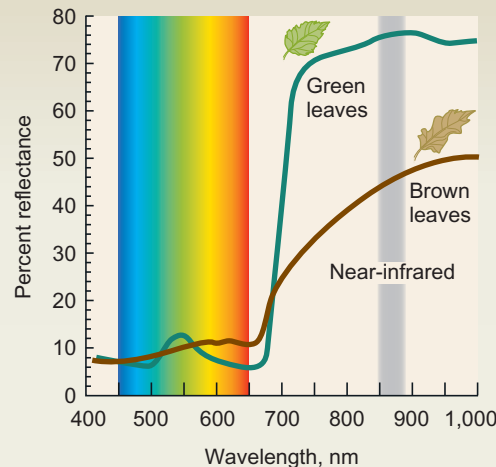 80
70
60
50
40
30
20
10
0
Percent reflectance
Green
leaves
Brown
leaves
Near-infrared
400
500
600
700
800
900
1,000
Wavelength, nm